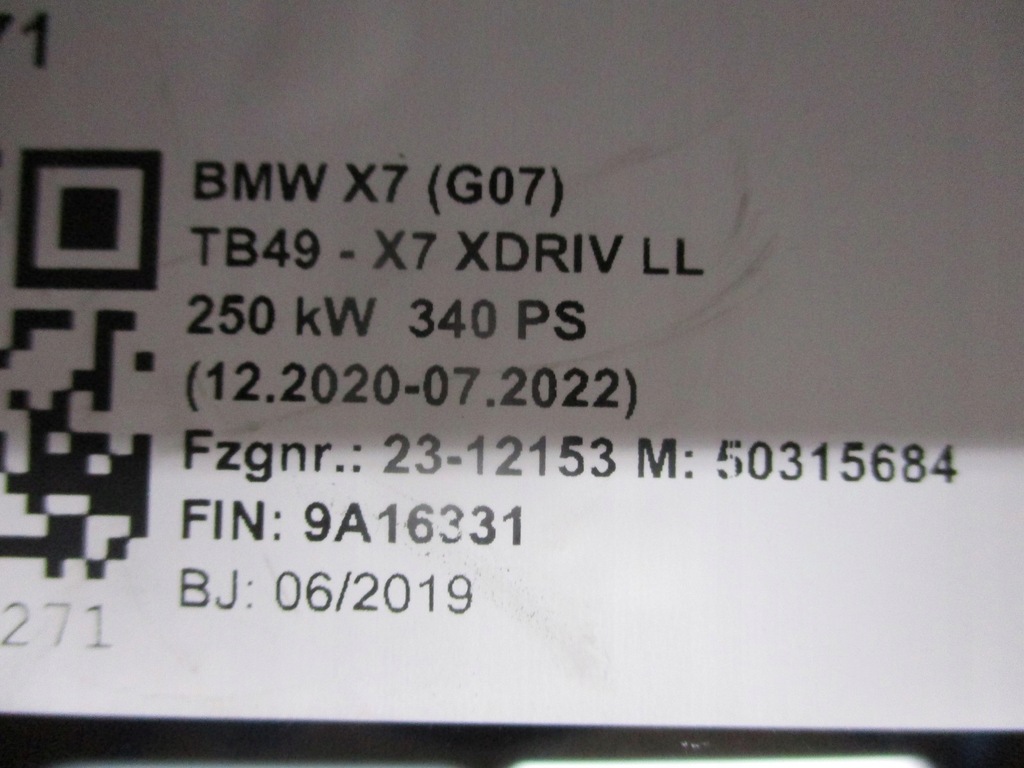 71
BMW X7 (G07)
TB49 - X7 XDRIV LL
250 kW 340 PS
(12.2020-07.2022)
Fzgnr.: 23-12153 M: 50315684
FIN: 9A16331
BJ: 06/2019
271